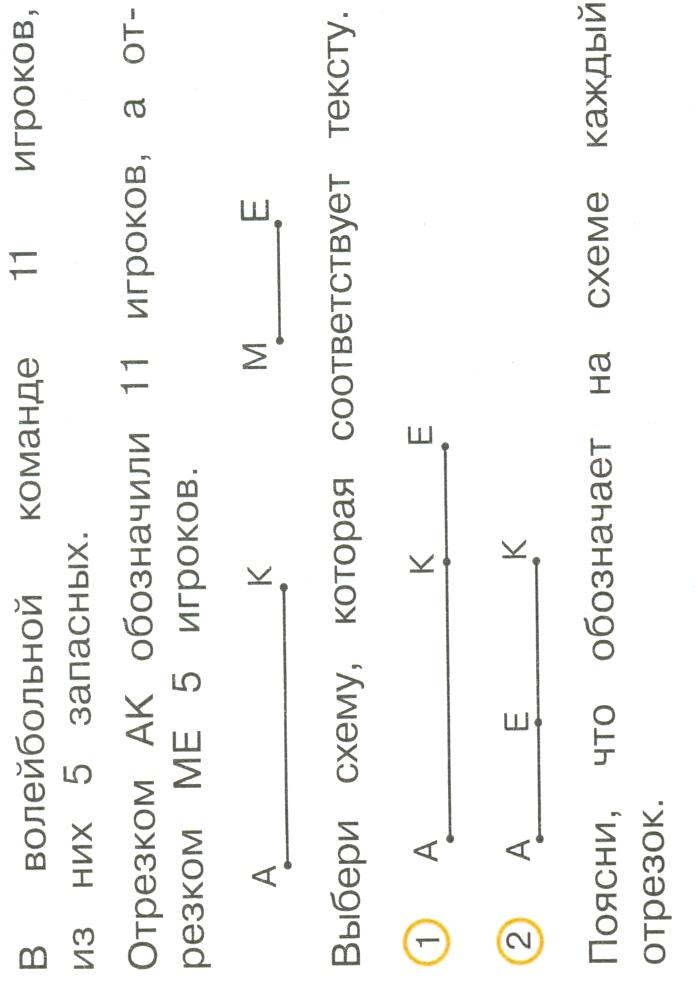 В волейбольной команде 11 игроков,
из них 5 запасных.
Отрезком АК обозначили 11 игроков, а от-
резком МЕ 5 игроков.
А К М Е
Выбери схему, которая соответствует тексту.
1 А К Е
2 А Е К
Поясни, что обозначает на схеме каждый
отрезок.